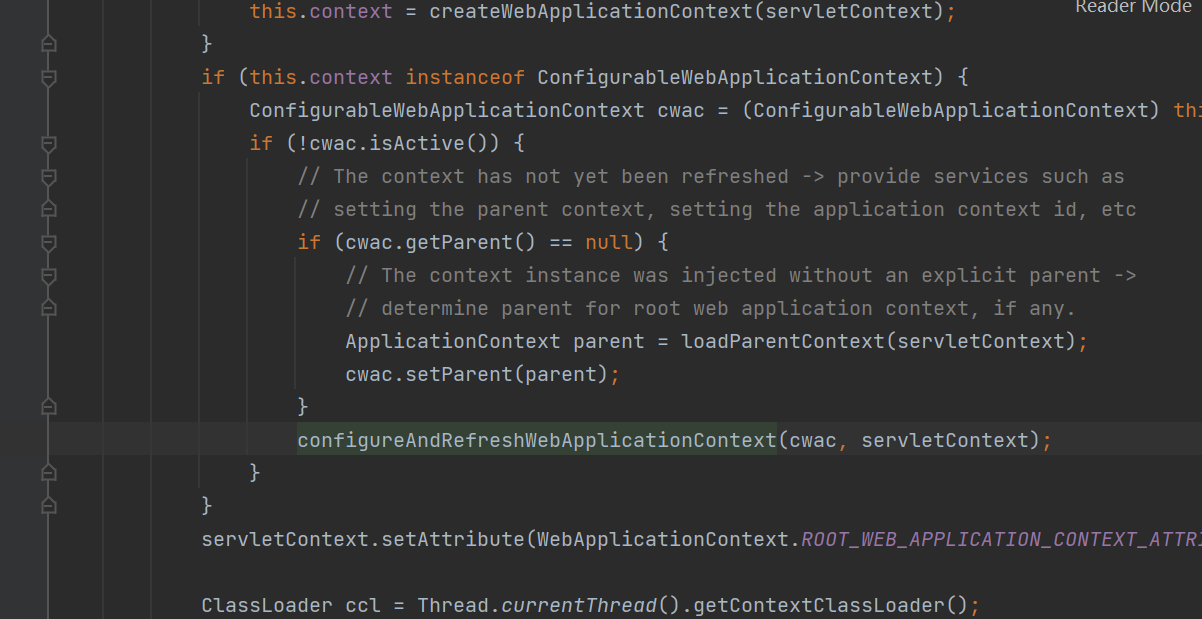 this.context = createWebApplicationContext(servletContext);
Reader Mode
}
if (this.context instanceof ConfigurableWebApplicationContext) {
ConfigurableWebApplicationContext cwac = (ConfigurableWebApplicationContext) thi
if (!cwac.isActive()) {
// The context has not yet been refreshed -> provide services such as
// setting the parent context, setting the application context id, etc
if (cwac.getParent() == null) {
// The context instance was injected without an explicit parent ->
// determine parent for root web application context, if any.
ApplicationContext parent = loadParentContext(servletContext);
cwac.setParent(parent);
}
configureAndRefreshWebApplicationContext(cwac, servletContext);
}
}
servletContext.setAttribute(WebApplicationContext.ROOT_WEB_APPLICATION_CONTEXT_ATTRI
ClassLoader ccl = Thread.currentThread().getContextClassLoader();